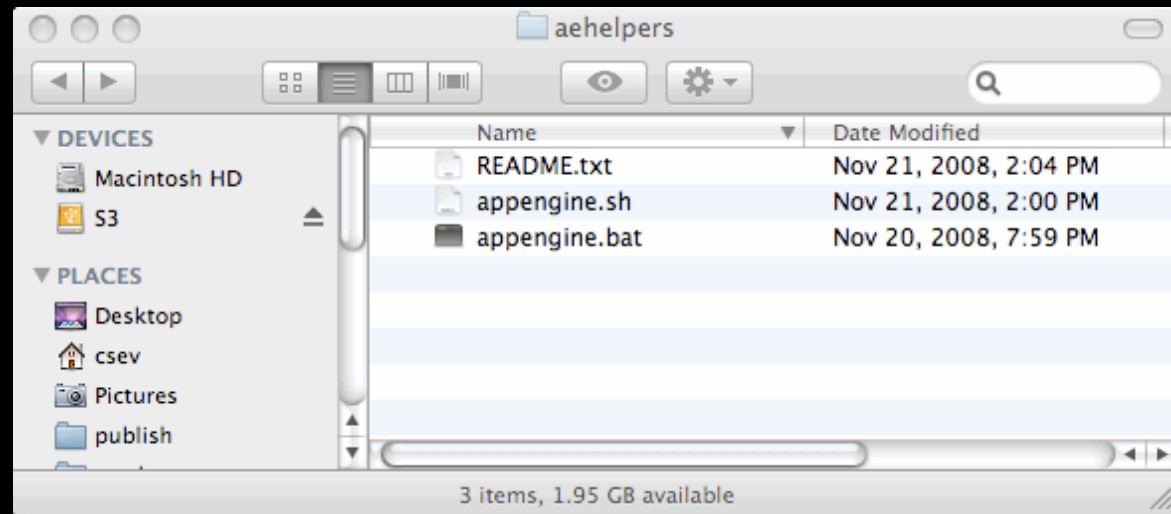 aehelpers
DEVICES
Macintosh HD
S3
PLACES
Desktop
csev
Pictures
publish
Name Date Modified
README.txt Nov 21, 2008, 2:04 PM
appengine.sh Nov 21, 2008, 2:00 PM
appengine.bat Nov 20, 2008, 7:59 PM
3 items, 1.95 GB available